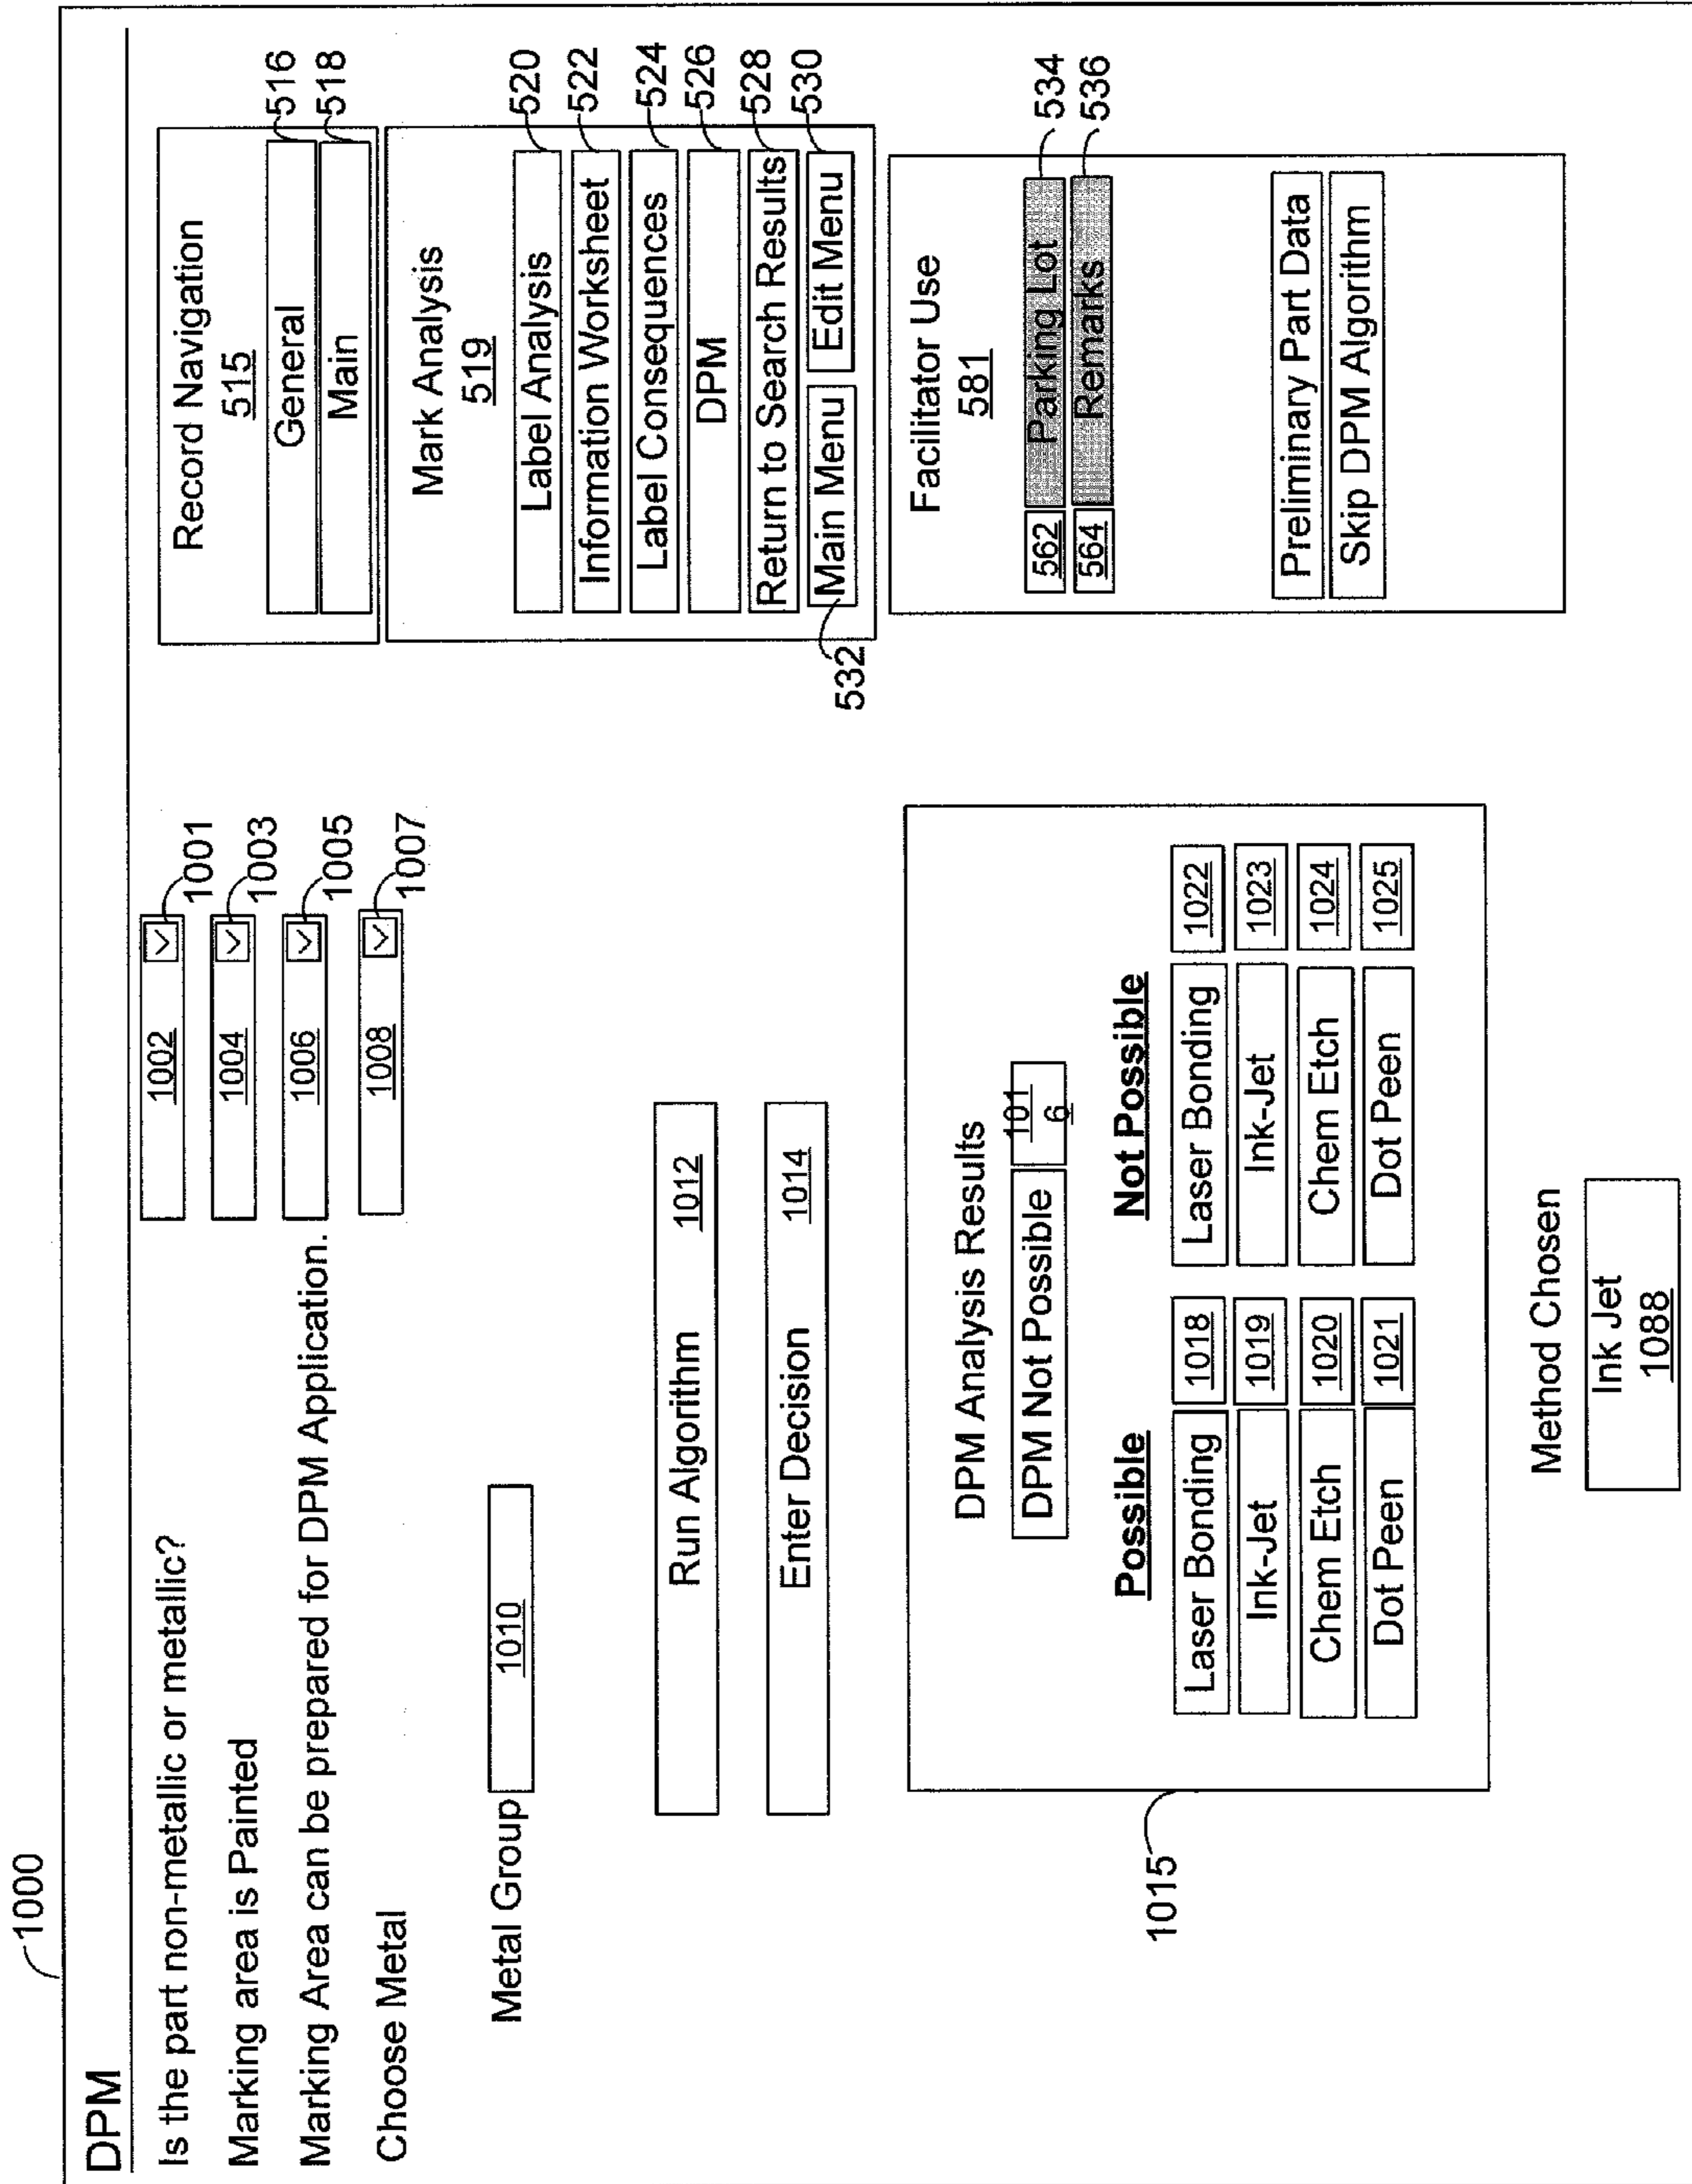 1000
DPM
Is the part non-metallic or metallic?
1002
1001
Marking area is Painted
1004
1003
Marking Area can be prepared for DPM Application.
1006
1005
Choose Metal
1008
1007
Metal Group
1010
Run Algorithm 1012
Enter Decision 1014
DPM Analysis Results
DPM Not Possible
101
6
Possible
Not Possible
Laser Bonding 1018
Laser Bonding 1022
Ink-Jet 1019
Ink-Jet 1023
Chem Etch 1020
Chem Etch 1024
Dot Peen 1021
Dot Peen 1025
1015
Method Chosen
Ink Jet
1088
Record Navigation
515
General
516
Main
518
Mark Analysis
519
Label Analysis
520
Information Worksheet
522
Label Consequences
524
DPM
526
Return to Search Results
528
Main Menu
Edit Menu
530
532
Facilitator Use
581
562
Parking Lot
534
564
Remarks
536
Preliminary Part Data
Skip DPM Algorithm